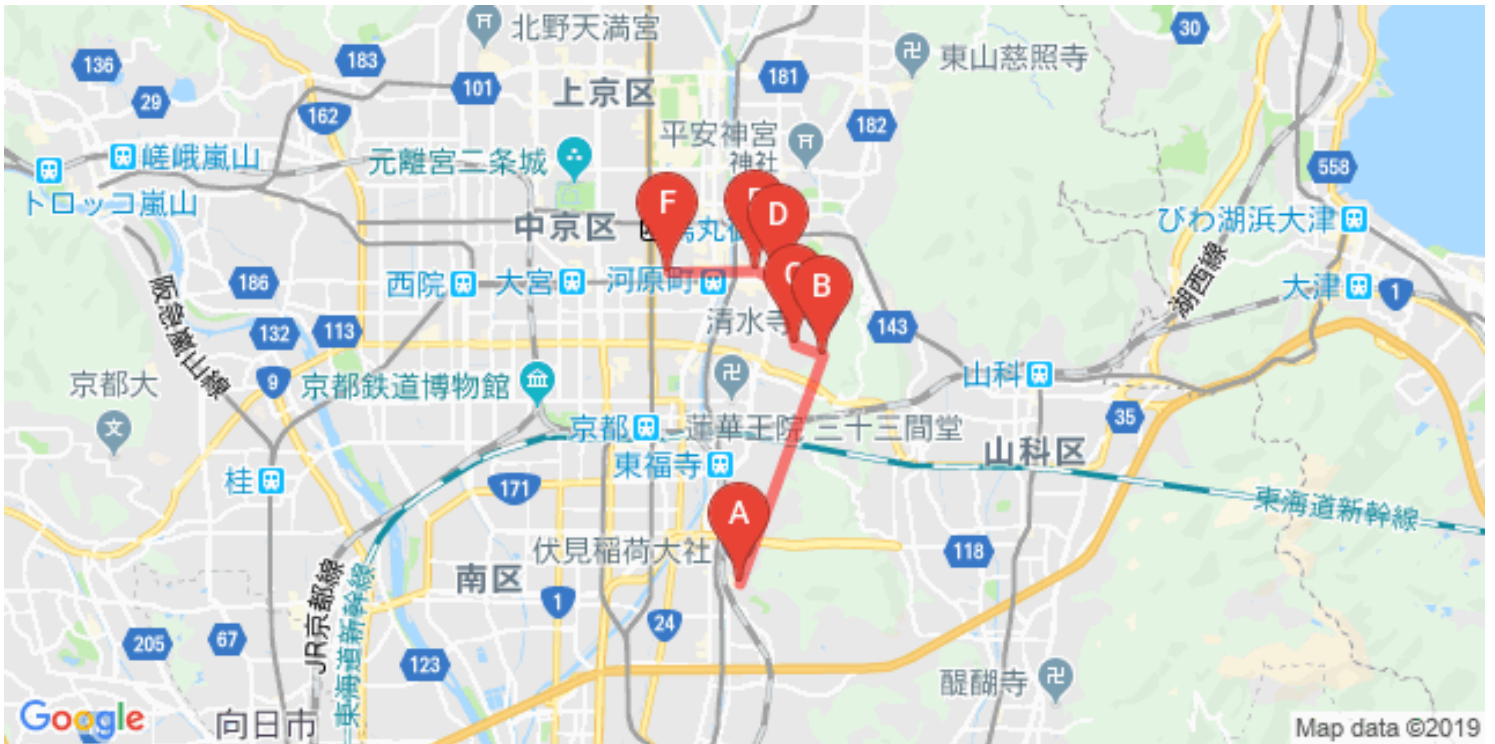 北野天満宮
30
136
183
101
上京区
181
東山慈照寺
29
162
182
平安神宮
神社
558
嵯峨嵐山
元離宮二条城
トロッコ嵐山
F
D
びわ湖浜大津
中京区
186
西院
大宮
河原町
C
B
湖西線
大津
1
阪急嵐山線
132
113
清水寺
143
京都大
9
京都鉄道博物館
山科
35
京都
蓮華王院 三十三間堂
山科区
東福寺
桂
171
東海道新幹線
A
伏見稲荷大社
118
南区
1
24
JR京都線
東海道新幹線
205
67
123
醍醐寺
向日市
Google
Map data ©2019